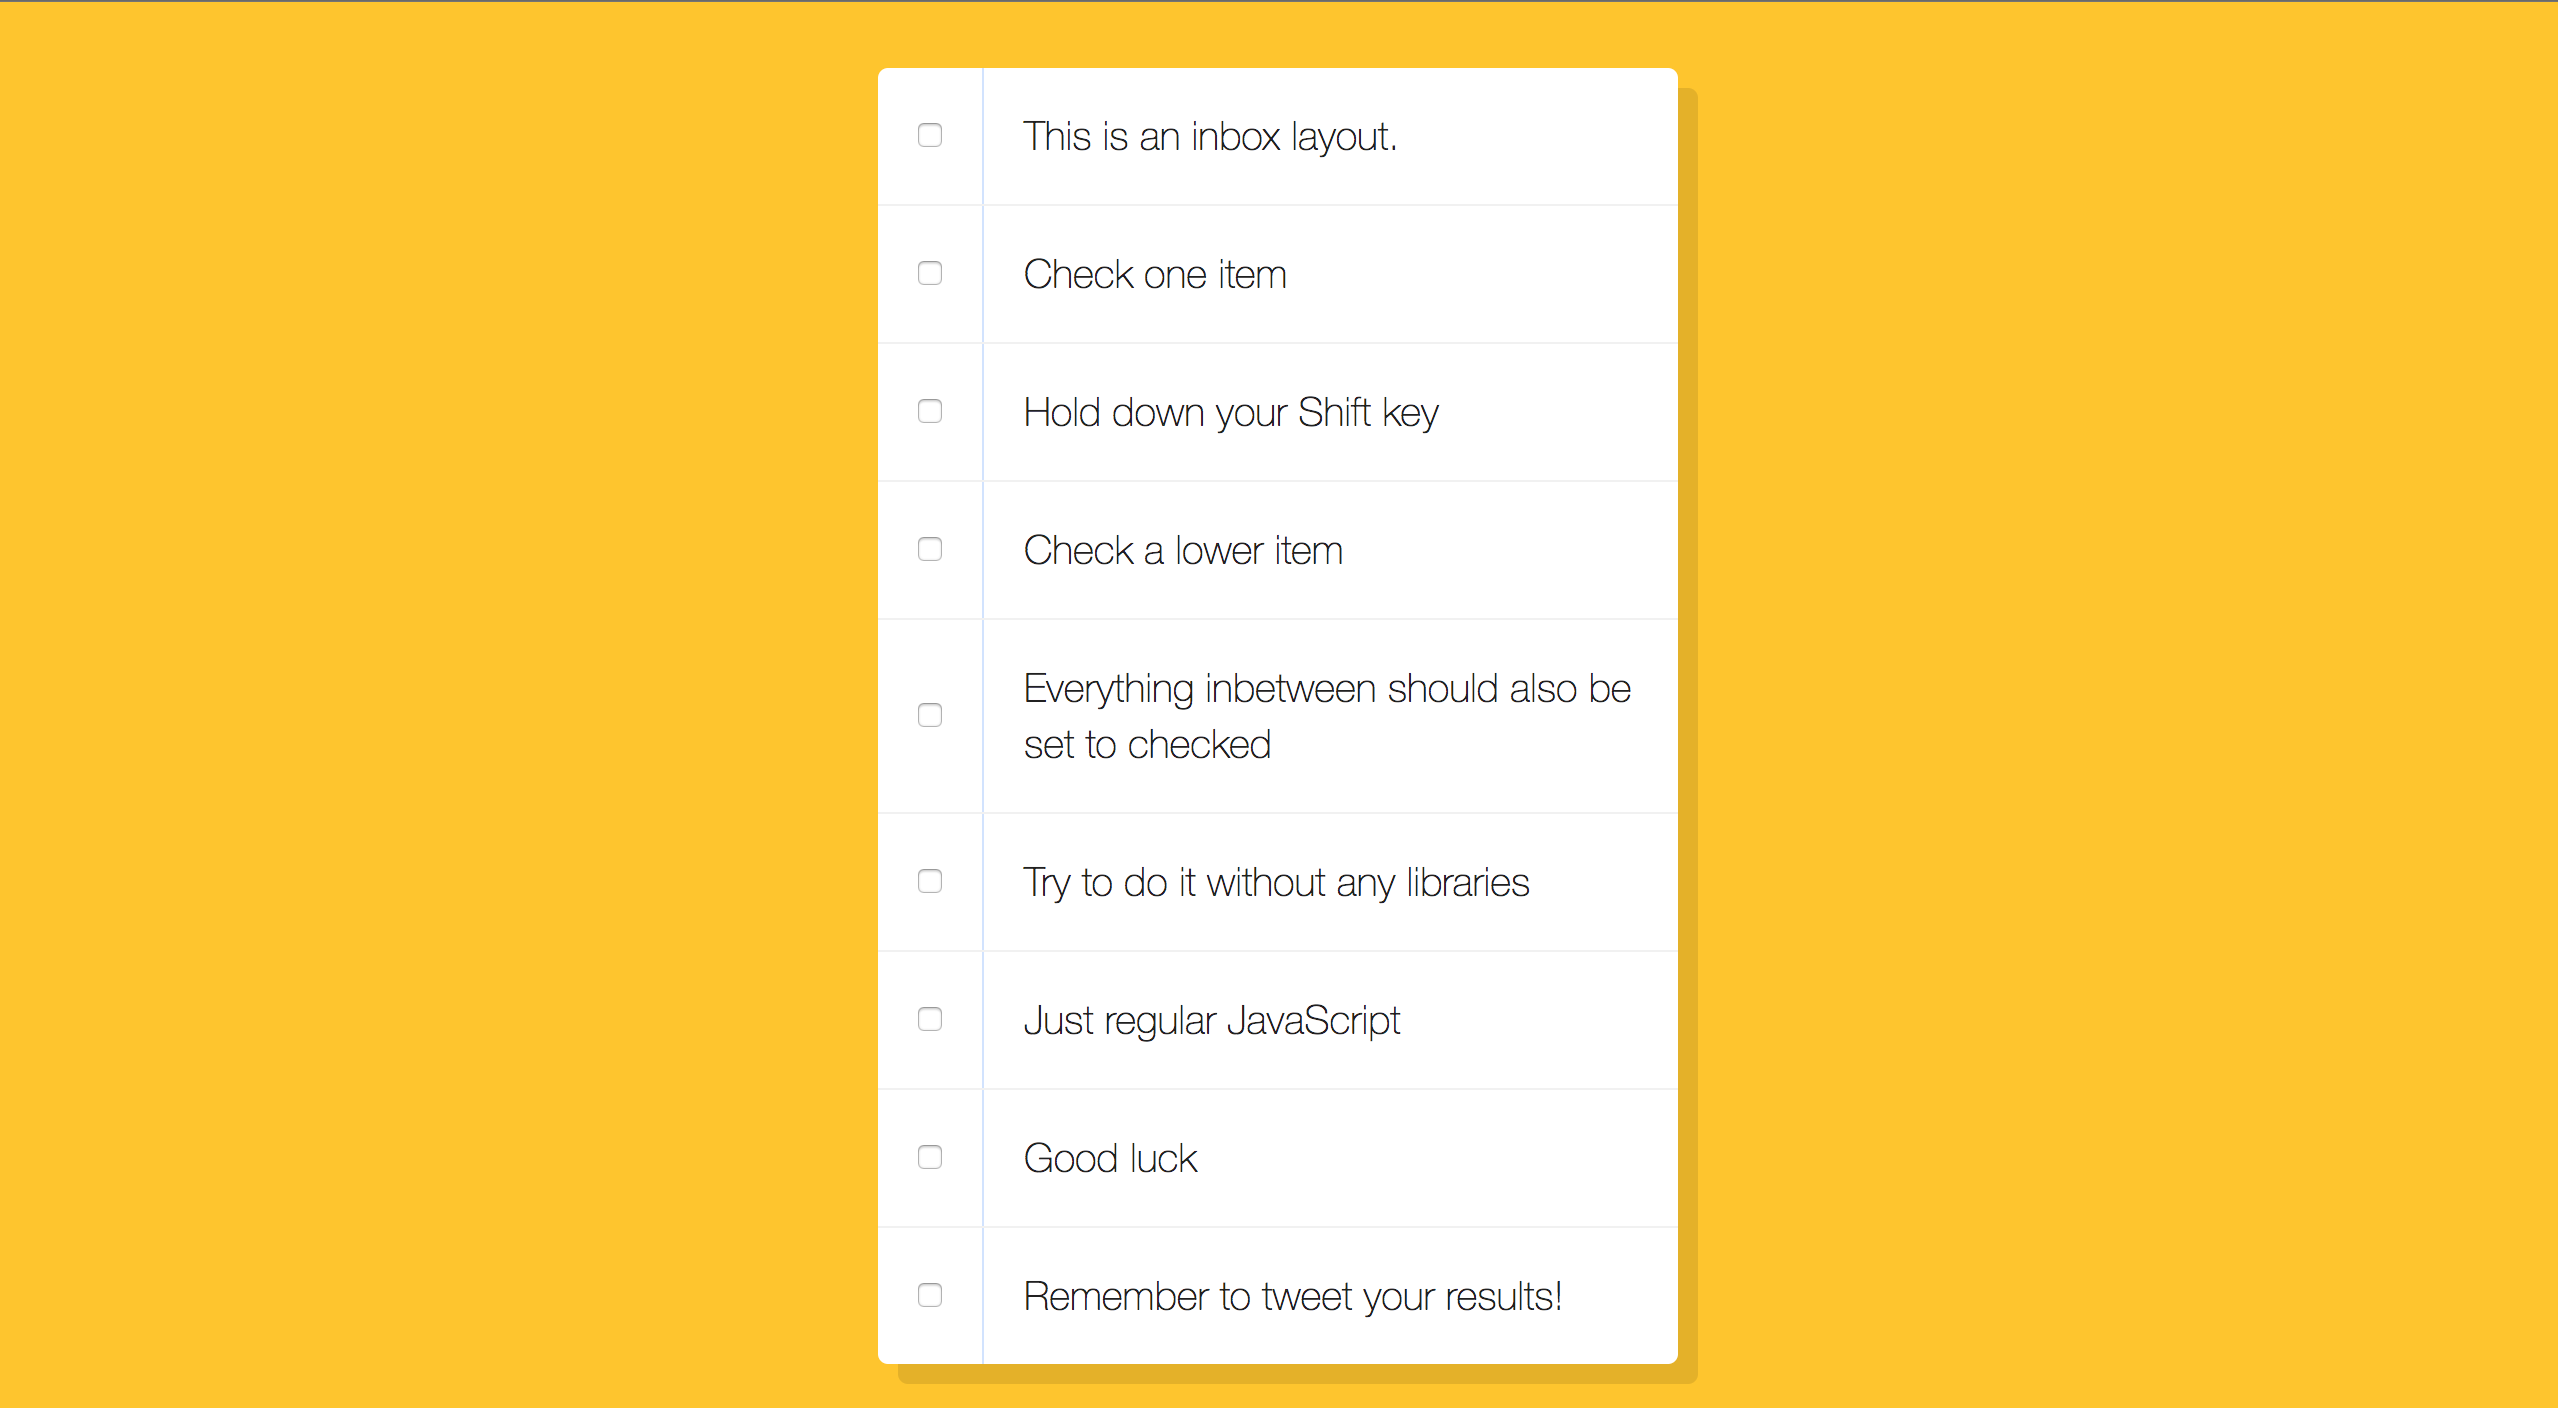 This is an inbox layout.
Check one item
Hold down your Shift key
Check a lower item
Everything inbetween should also be
set to checked
Try to do it without any libraries
Just regular JavaScript
Good luck
Remember to tweet your results!